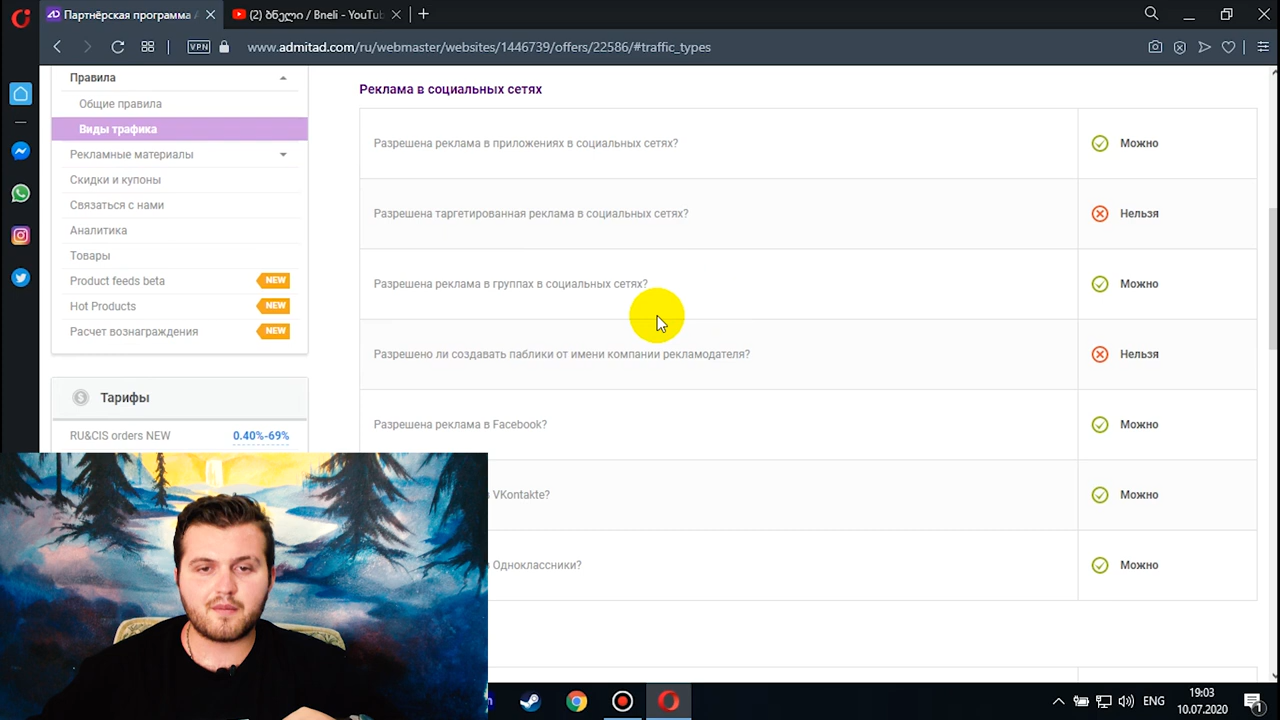 Партнёрская программа
(2) ბნელი / Bneli - YouTu
VPN
www.admitad.com/ru/webmaster/websites/1446739/offers/22586/#traffic_types
Правила
Общие правила
Виды трафика
Рекламные материалы
Скидки и купоны
Связаться с нами
Аналитика
Товары
Product feeds beta NEW
Hot Products NEW
Расчет вознаграждения NEW
Тарифы
RU&CIS orders NEW 0.40%-69%
Реклама в социальных сетях
Разрешена реклама в приложениях в социальных сетях? Можно
Разрешена таргетированная реклама в социальных сетях? Нельзя
Разрешена реклама в группах в социальных сетях? Можно
Разрешено ли создавать паблики от имени компании рекламодателя? Нельзя
Разрешена реклама в Facebook? Можно
VKontakte? Можно
Одноклассники? Можно
ENG
19:03
10.07.2020
1